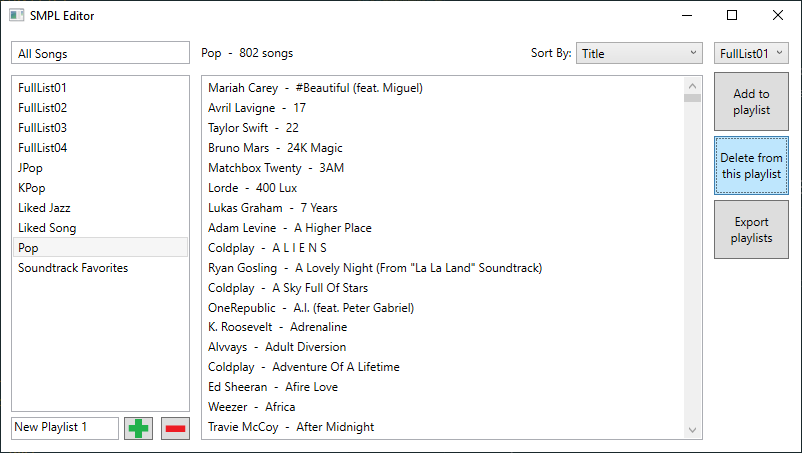 SMPL Editor
All Songs
Pop - 802 songs
Sort By:
Title
FullList01
FullList01
FullList02
FullList03
FullList04
JPop
KPop
Liked Jazz
Liked Song
Pop
Soundtrack Favorites
Mariah Carey - #Beautiful (feat. Miguel)
Avril Lavigne - 17
Taylor Swift - 22
Bruno Mars - 24K Magic
Matchbox Twenty - 3AM
Lorde - 400 Lux
Lukas Graham - 7 Years
Adam Levine - A Higher Place
Coldplay - A L I E N S
Ryan Gosling - A Lovely Night (From "La La Land" Soundtrack)
Coldplay - A Sky Full Of Stars
OneRepublic - A.I. (feat. Peter Gabriel)
K. Roosevelt - Adrenaline
Alvvays - Adult Diversion
Coldplay - Adventure Of A Lifetime
Ed Sheeran - Afire Love
Weezer - Africa
Travie McCoy - After Midnight
Add to
playlist
Delete from
this playlist
Export
playlists
New Playlist 1